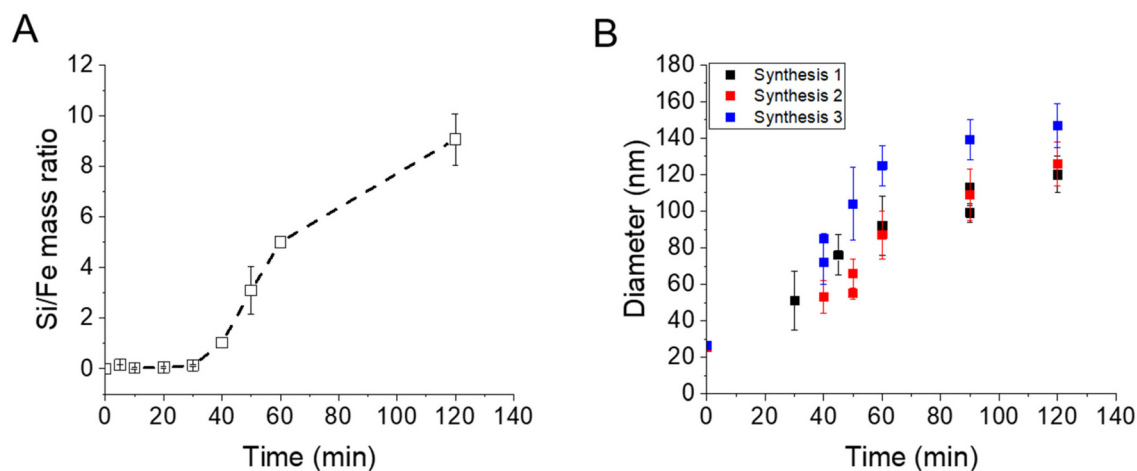 A
Si/Fe mass ratio
12
10
8
6
4
2
0
0 20 40 60 80 100 120 140
Time (min)
B
Diameter (nm)
180
160
140
120
100
80
60
40
20
0
Synthesis 1
Synthesis 2
Synthesis 3
0 20 40 60 80 100 120 140
Time (min)